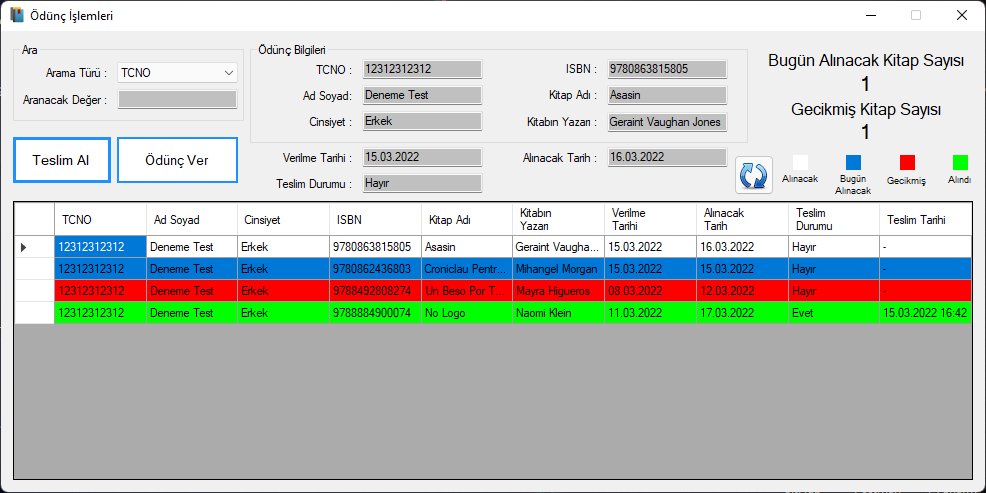 Ödünç İşlemleri
Ara
Arama Türü : TCNO
Aranacak Değer :
Teslim Al
Ödünç Ver
Ödünç Bilgileri
TCNO : 12312312312
ISBN : 9780863815805
Ad Soyad: Deneme Test
Kitap Adı : Asasin
Cinsiyet : Erkek
Kitabın Yazarı : Geraint Vaughan Jones
Verilme Tarihi : 15.03.2022
Alınacak Tarih : 16.03.2022
Teslim Durumu : Hayır
Bugün Alınacak Kitap Sayısı
1
Gecikmiş Kitap Sayısı
1
Alınacak
Bugün
Alınacak
Gecikmiş
Alındı
TCNO Ad Soyad Cinsiyet ISBN Kitap Adı Kitabın Yazarı Verilme Tarihi Alınacak Tarih Teslim Durumu Teslim Tarihi
12312312312 Deneme Test Erkek 9780863815805 Asasin Geraint Vaugha... 15.03.2022 16.03.2022 Hayır -
12312312312 Deneme Test Erkek 9780862436803 Croniclau Pentr... Mihangel Morgan 15.03.2022 15.03.2022 Hayır -
12312312312 Deneme Test Erkek 9788492808274 Un Beso Por T... Mayra Higueros 08.03.2022 12.03.2022 Hayır -
12312312312 Deneme Test Erkek 9788884900074 No Logo Naomi Klein 11.03.2022 17.03.2022 Evet 15.03.2022 16:42